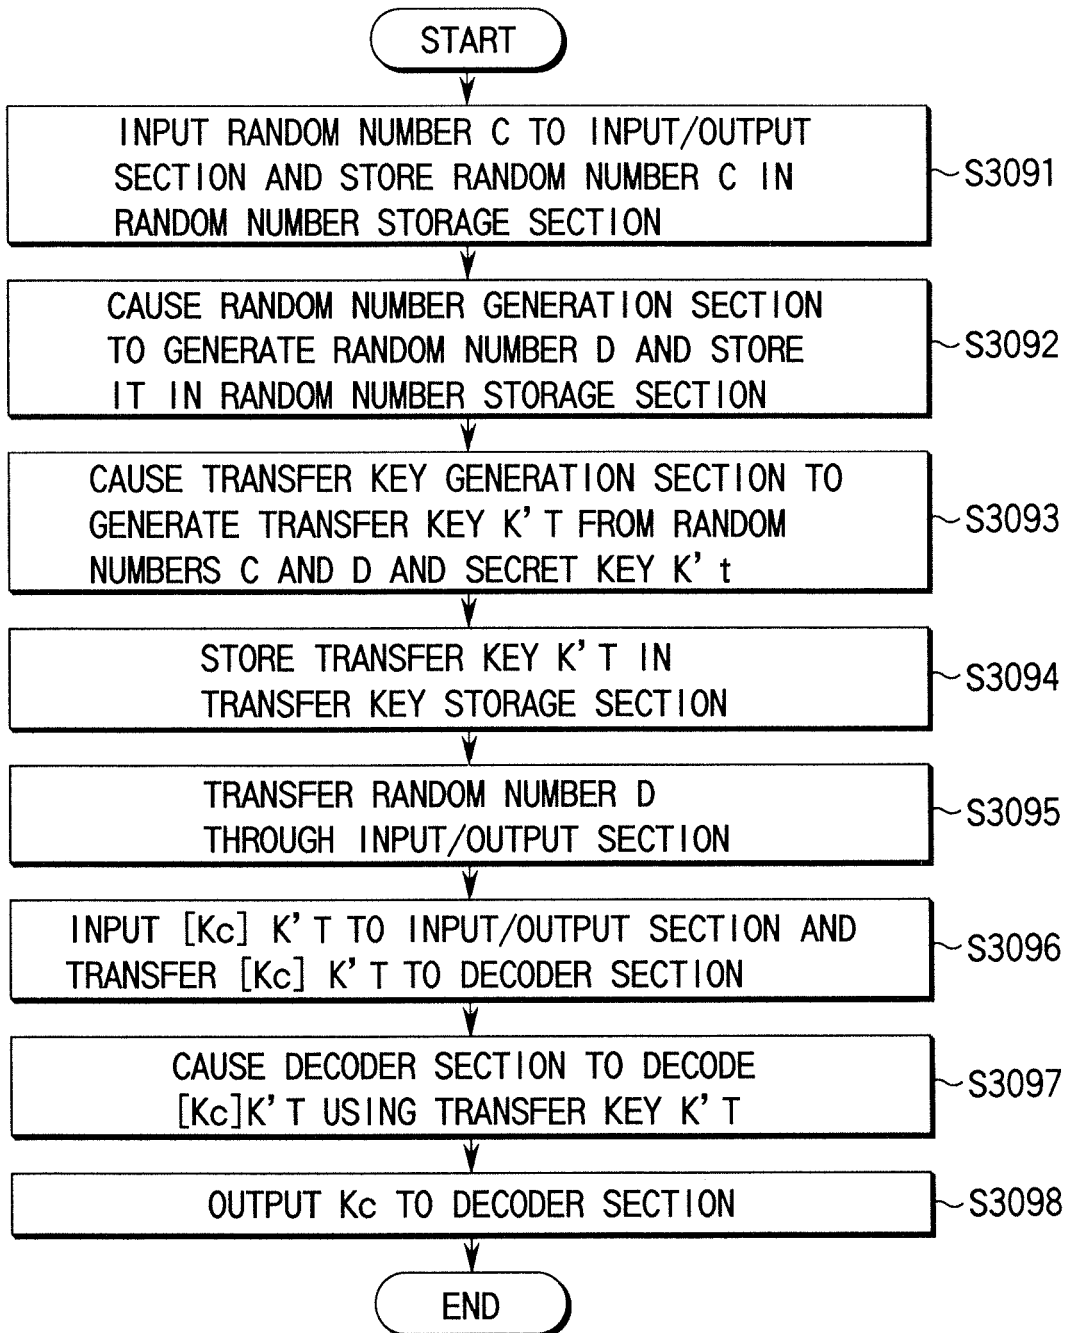 START
INPUT RANDOM NUMBER C TO INPUT/OUTPUT
SECTION AND STORE RANDOM NUMBER C IN
RANDOM NUMBER STORAGE SECTION
S3091
CAUSE RANDOM NUMBER GENERATION SECTION
TO GENERATE RANDOM NUMBER D AND STORE
IT IN RANDOM NUMBER STORAGE SECTION
S3092
CAUSE TRANSFER KEY GENERATION SECTION TO
GENERATE TRANSFER KEY K'T FROM RANDOM
NUMBERS C AND D AND SECRET KEY K't
S3093
STORE TRANSFER KEY K'T IN
TRANSFER KEY STORAGE SECTION
S3094
TRANSFER RANDOM NUMBER D
THROUGH INPUT/OUTPUT SECTION
S3095
INPUT [Kc] K'T TO INPUT/OUTPUT SECTION AND
TRANSFER [Kc] K'T TO DECODER SECTION
S3096
CAUSE DECODER SECTION TO DECODE
[Kc]K'T USING TRANSFER KEY K'T
S3097
OUTPUT Kc TO DECODER SECTION
S3098
END